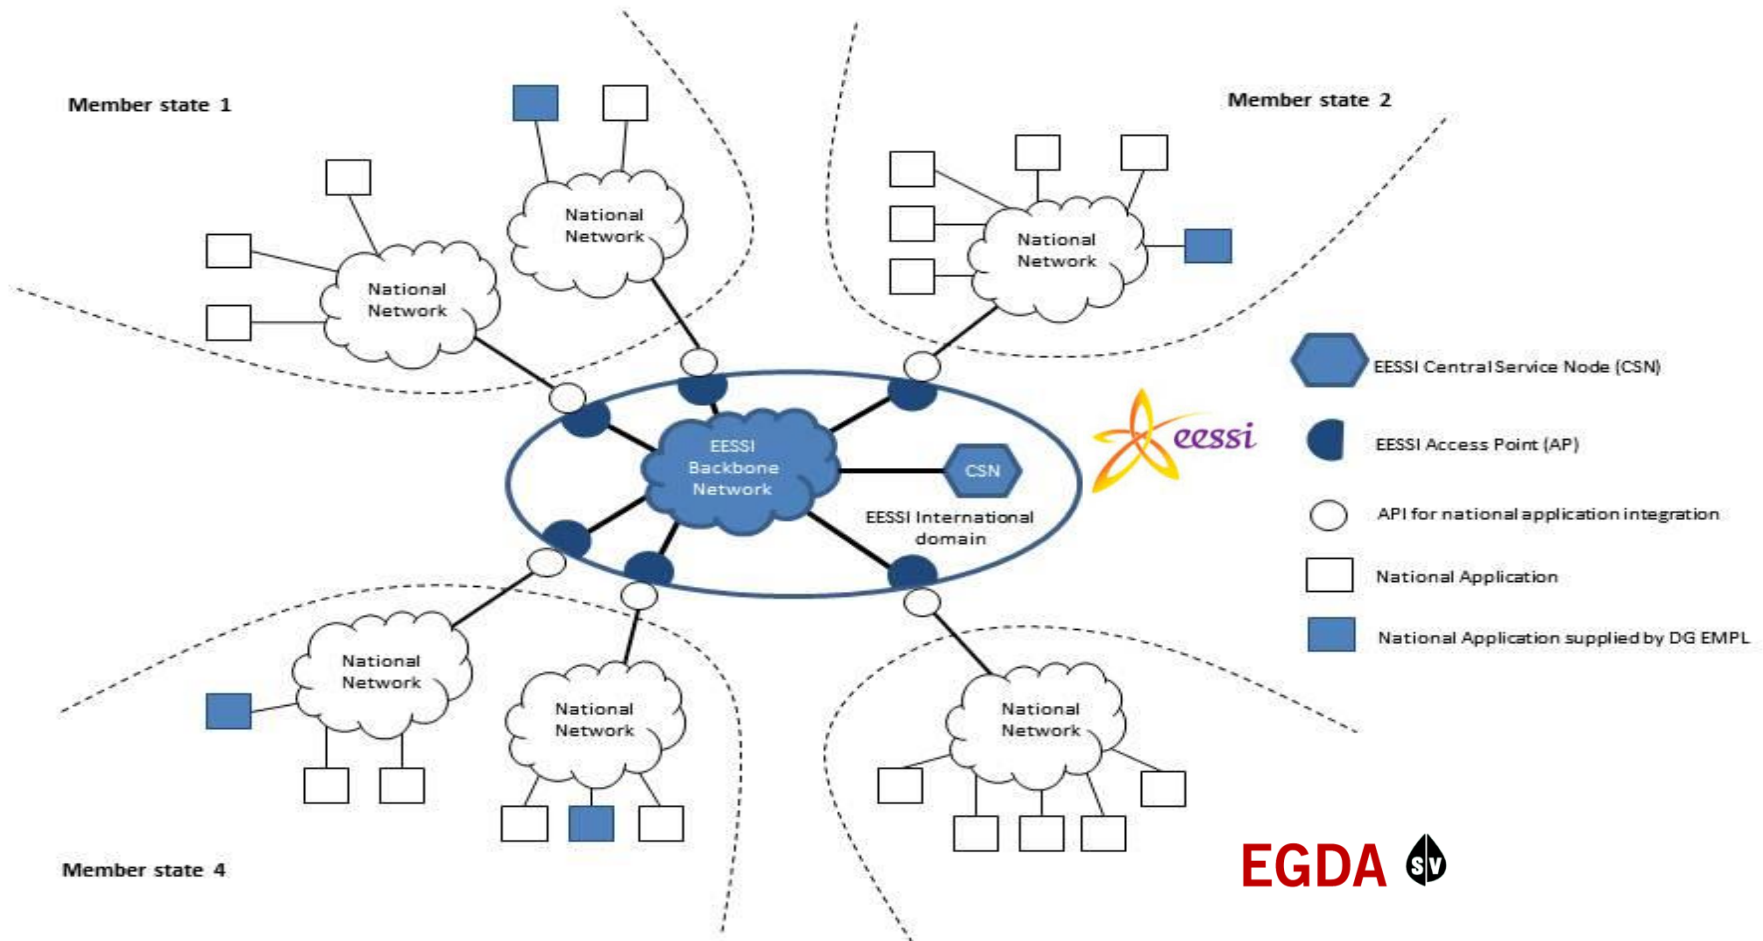 Member state 1
Member state 2
National
Network
National
Network
National
Network
EESSI
Backbone
Network
CSN
EESSI International
domain
eessi
EESSI Central Service Node (CSN)
EESSI Access Point (AP)
API for national application integration
National Application
National Application supplied by DG EMPL
National
Network
National
Network
National
Network
Member state 4
EGDA
SV